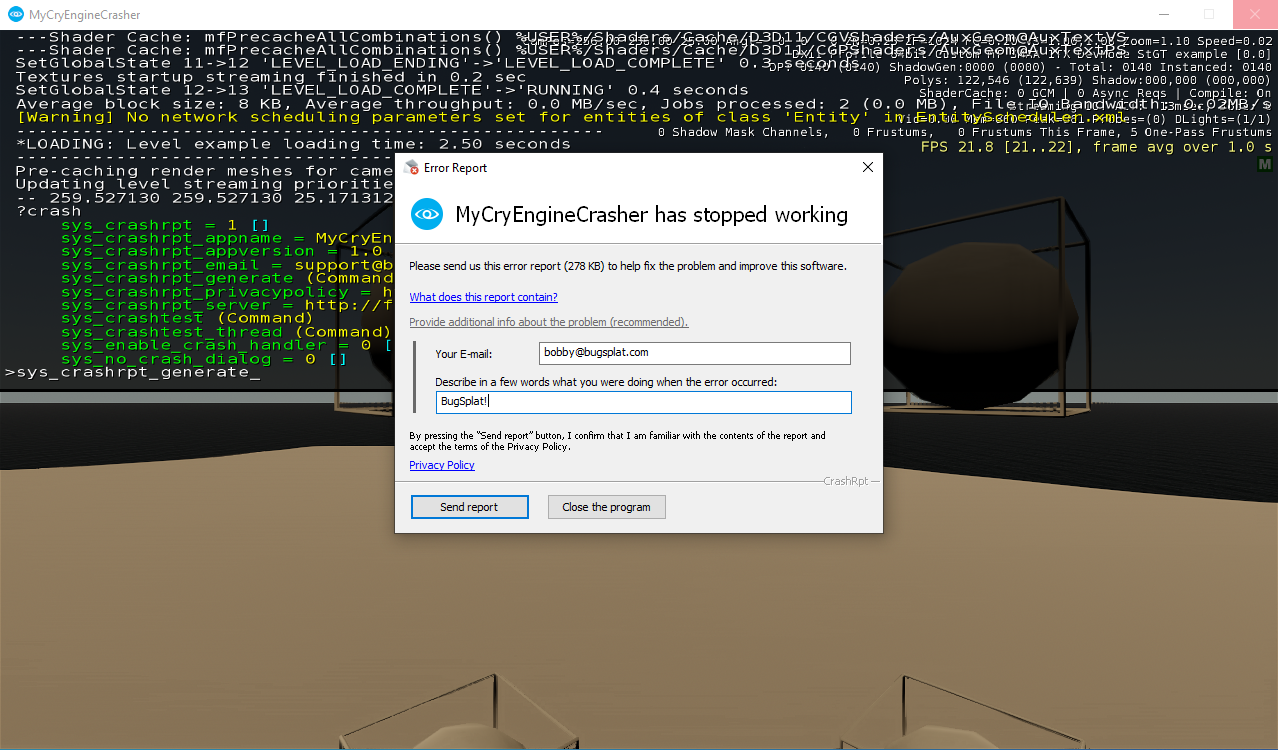 MyCryEngineCrasher
---Shader Cache: mfPrecacheAllCombinations() %USER%/Shaders/Cache/D3D11/CGVShaders/AuxGeom@AuxTexiVS
---Shader Cache: mfPrecacheAllCombinations() %USER%/Shaders/Cache/D3D11/CGPShaders/AuxGeom@AuxTexiPS
Zoom=1.10 Speed=0.02
SetGlobalState 11->12 'LEVEL_LOAD_ENDING'->'LEVEL_LOAD_COMPLETE' 0.3 seconds
DevMode StGT example [0.0]
Textures startup streaming finished in 0.2 sec
(0140) ShadowGen:0000 (0000) - Total: 0140 Instanced: 0140
Polys: 122,546 (122,639) Shadow:000,000 (000,000)
SetGlobalState 12->13 'LEVEL_LOAD_COMPLETE'->'RUNNING' 0.4 seconds
ShaderCache: 0 GCM | 0 Async Reqs | Compile: On
Average block size: 8 KB, Average throughput: 0.0 MB/sec, Jobs processed: 2 (0.0 MB), File IO Bandwidth: 0.02MB/s
[Warning] No network scheduling parameters set for entities of class 'Entity' in EntityScheduler.xml
DLights=(1/1)
---------------------------------------------------
0 Shadow Mask Channels, 0 Frustums, 0 Frustums This Frame, 5 One-Pass Frustums
*LOADING: Level example loading time: 2.50 seconds
FPS 21.8 [21..22], frame avg over 1.0 s
M
Pre-caching render meshes for came
Updating level streaming prioritie
-- 259.527130 259.527130 25.171312
?crash
sys_crashrpt = 1 []
sys_crashrpt_appname = MyCryEn
sys_crashrpt_appversion = 1.0
sys_crashrpt_email = support@b
sys_crashrpt_generate (Command
sys_crashrpt_privacypolicy = h
sys_crashrpt_server = http://f
sys_crashtest (Command)
sys_crashtest_thread (Command)
sys_enable_crash_handler = 0 [
sys_no_crash_dialog = 0 []
>sys_crashrpt_generate_
Error Report
MyCryEngineCrasher has stopped working
Please send us this error report (278 KB) to help fix the problem and improve this software.
What does this report contain?
Provide additional info about the problem (recommended).
Your E-mail:
bobby@bugsplat.com
Describe in a few words what you were doing when the error occurred:
BugSplat!
By pressing the "Send report" button, I confirm that I am familiar with the contents of the report and
accept the terms of the Privacy Policy.
Privacy Policy
CrashRpt
Send report
Close the program